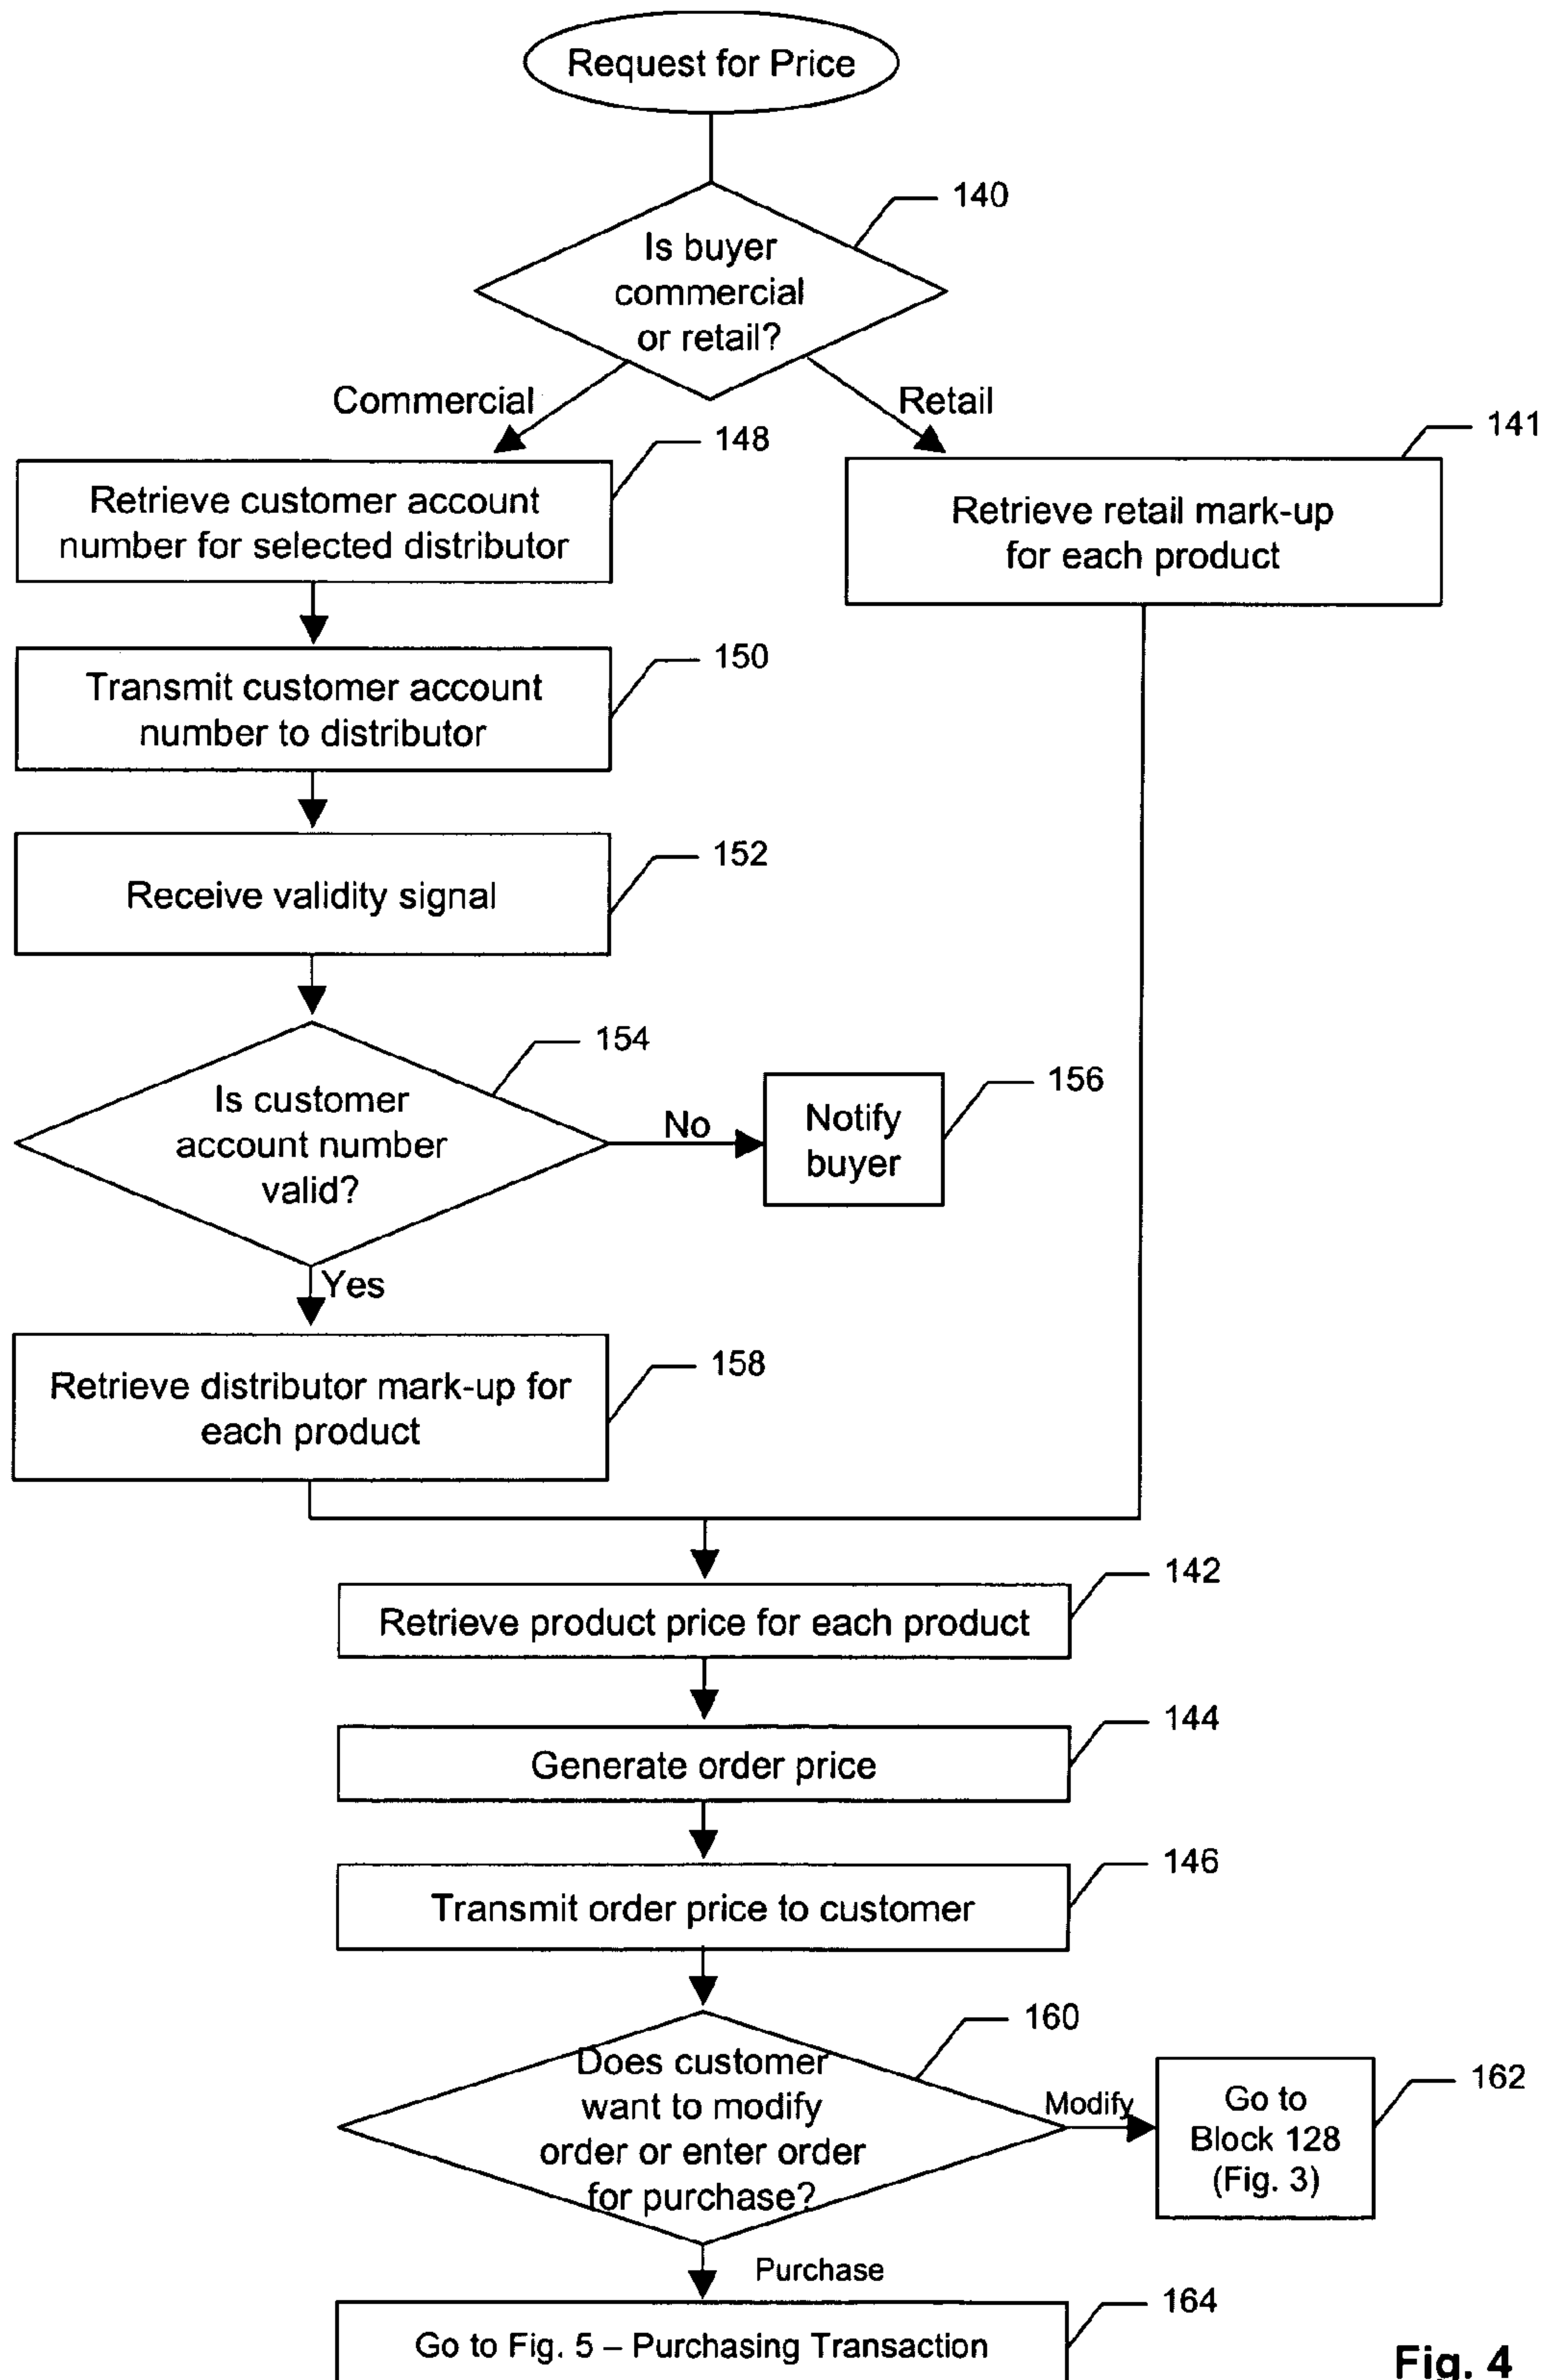 Request for Price
140
Is buyer
commercial
or retail?
Commercial
Retail
148
141
Retrieve customer account
number for selected distributor
Retrieve retail mark-up
for each product
150
Transmit customer account
number to distributor
152
Receive validity signal
154
Is customer
account number
valid?
No
156
Notify
buyer
Yes
158
Retrieve distributor mark-up for
each product
142
Retrieve product price for each product
144
Generate order price
146
Transmit order price to customer
160
Does customer
want to modify
order or enter order
for purchase?
Modify
162
Go to
Block 128
(Fig. 3)
Purchase
164
Go to Fig. 5 – Purchasing Transaction
Fig. 4